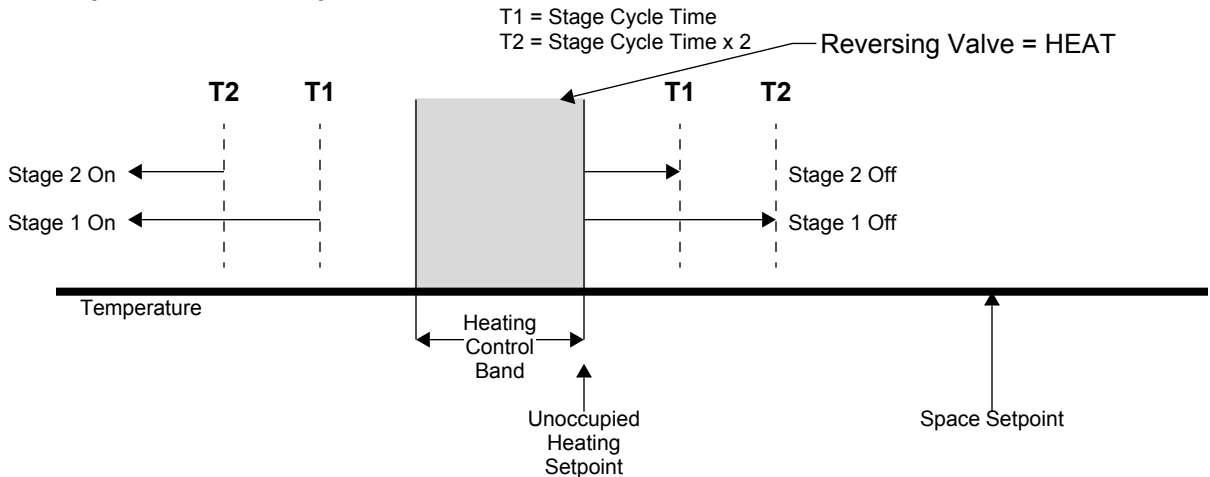 T1 = Stage Cycle Time
T2 = Stage Cycle Time x 2
Reversing Valve = HEAT
T2 T1 T1 T2
Stage 2 On Stage 2 Off
Stage 1 On Stage 1 Off
Temperature
Heating
Control
Band
Unoccupied
Heating
Setpoint
Space Setpoint